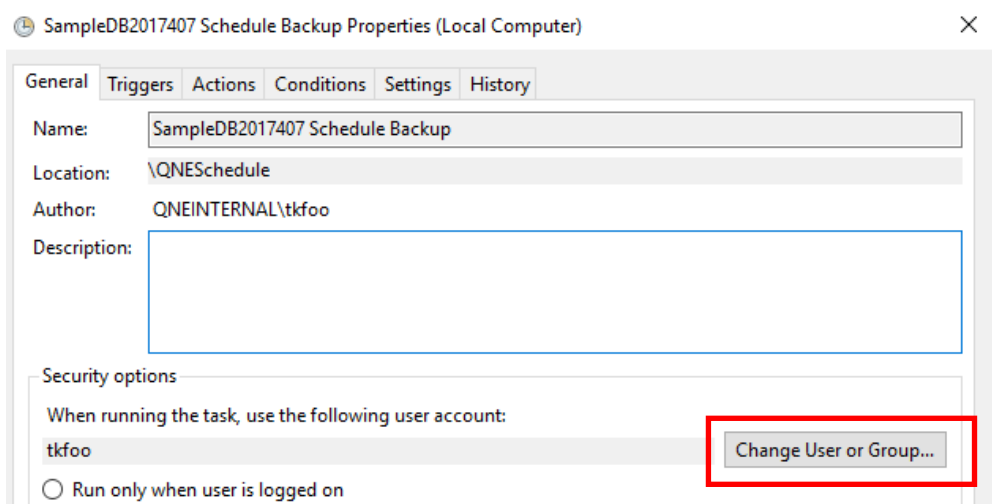 SampleDB2017407 Schedule Backup Properties (Local Computer)
General Triggers Actions Conditions Settings History
Name: SampleDB2017407 Schedule Backup
Location: \QNESchedule
Author: QNEINTERNAL\tkfoo
Description:
Security options
When running the task, use the following user account:
tkfoo Change User or Group...
Run only when user is logged on